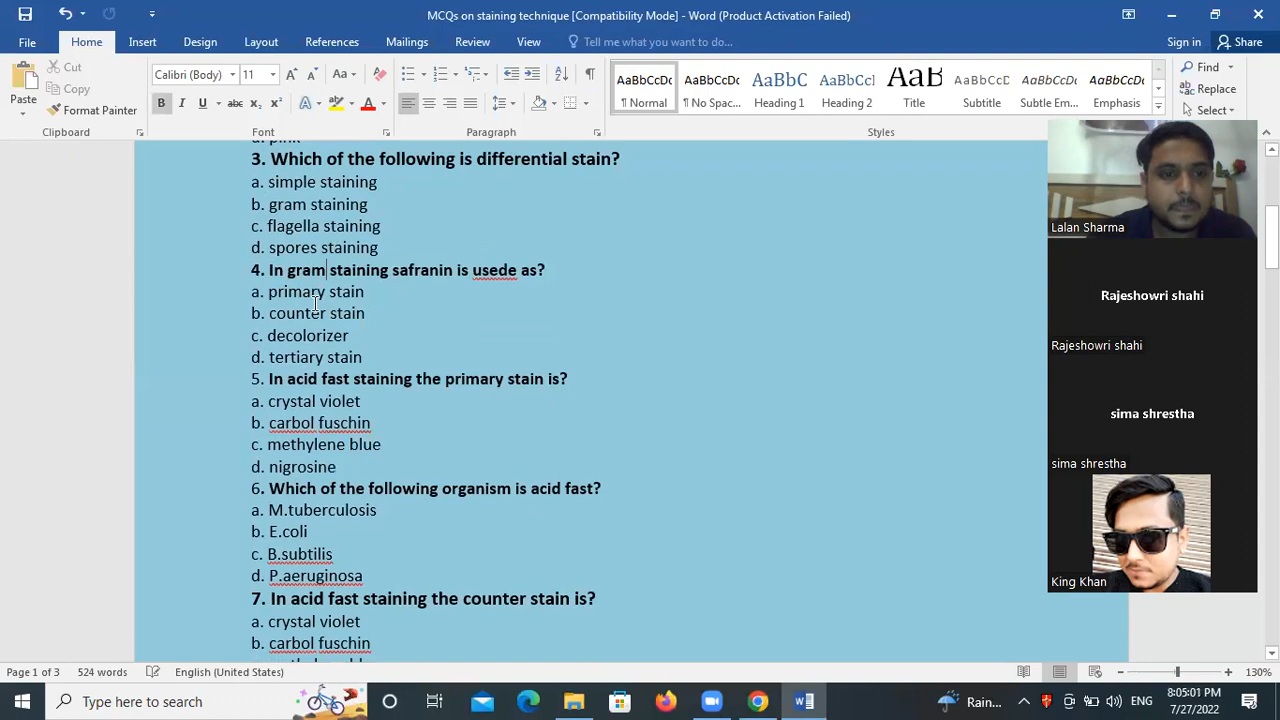 MCQs on staining technique [Compatibility Mode] - Word (Product Activation Failed)
File Home Insert Design Layout References Mailings Review View Tell me what you want to do... Sign in Share
Paste Cut Copy Format Painter
Calibri (Body) 11
AaBbCcDc AaBbCcDc AaBbC AaBbCcI AaB AaBbCcD AaBbCcDc AaBbCcDc
¶ Normal ¶ No Spac... Heading 1 Heading 2 Title Subtitle Subtle Em... Emphasis
Find Replace Select
Clipboard Font Paragraph Styles
d. pink
3. Which of the following is differential stain?
a. simple staining
b. gram staining
c. flagella staining
d. spores staining
4. In gram staining safranin is usede as?
a. primary stain
b. counter stain
c. decolorizer
d. tertiary stain
5. In acid fast staining the primary stain is?
a. crystal violet
b. carbol fuschin
c. methylene blue
d. nigrosine
6. Which of the following organism is acid fast?
a. M.tuberculosis
b. E.coli
c. B.subtilis
d. P.aeruginosa
7. In acid fast staining the counter stain is?
a. crystal violet
b. carbol fuschin
Lalan Sharma
Rajeshowri shahi
Rajeshowri shahi
sima shrestha
sima shrestha
King Khan
Page 1 of 3 524 words English (United States) 130%
Type here to search Rain... ENG 8:05:01 PM
7/27/2022